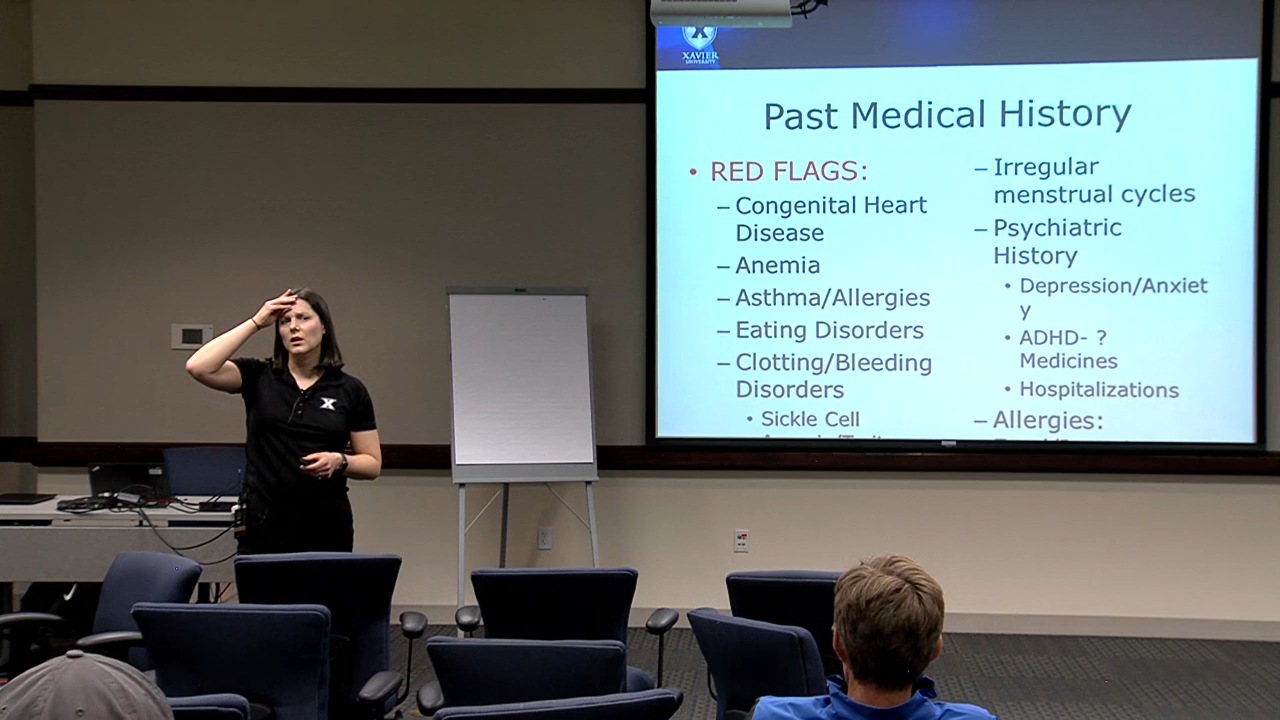 XAVIER
UNIVERSITY
Past Medical History
• RED FLAGS:
– Congenital Heart
Disease
– Anemia
– Asthma/Allergies
– Eating Disorders
– Clotting/Bleeding
Disorders
• Sickle Cell
– Irregular
menstrual cycles
– Psychiatric
History
• Depression/Anxiet
y
• ADHD- ?
Medicines
• Hospitalizations
– Allergies:
X